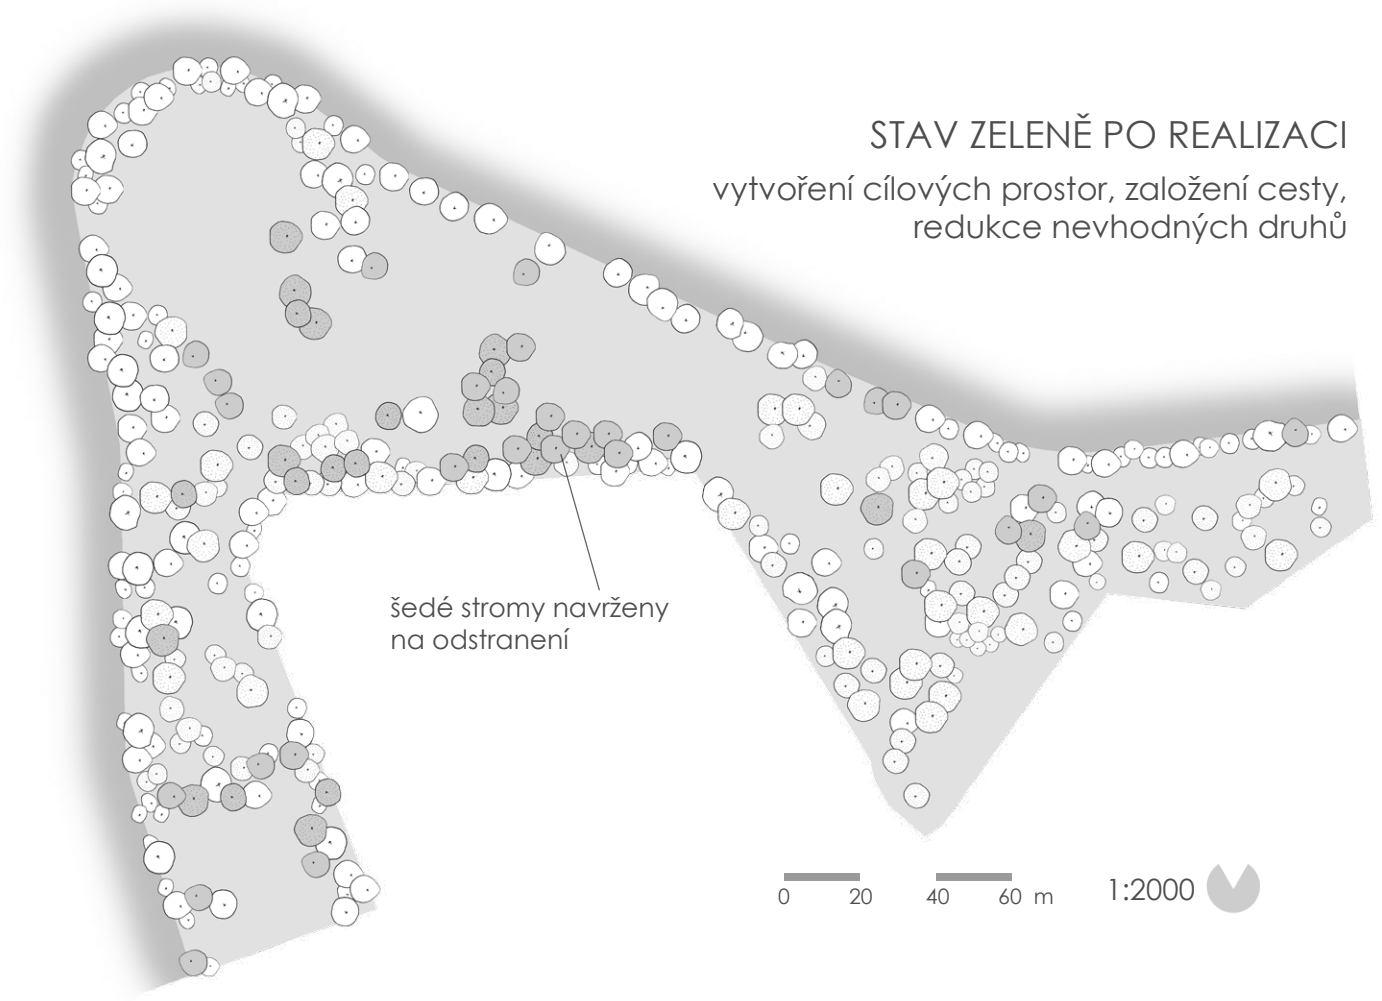 STAV ZELENĚ PO REALIZACI
vytvoření cílových prostor, založení cesty,
redukce nevhodných druhů
šedé stromy navrženy
na odstranení
0 20 40 60 m
1:2000